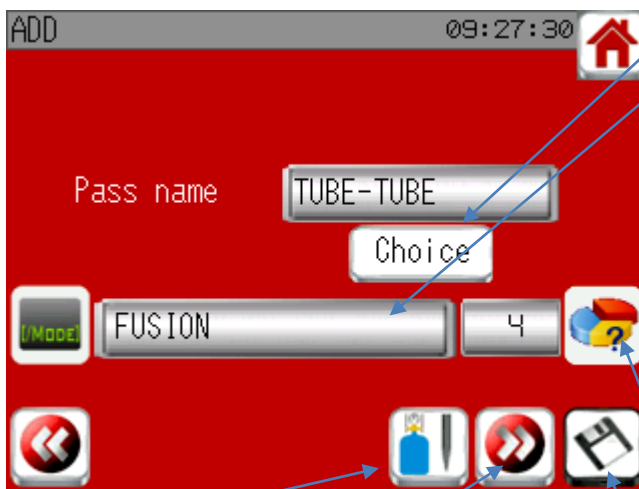 ADD 09:27:30
Pass name TUBE-TUBE
Choice
[/MODE] FUSION 4 ?